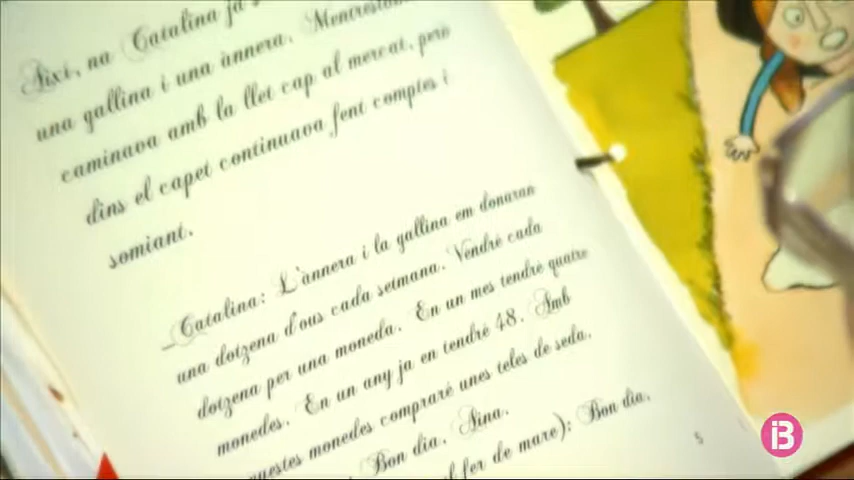 Així, na Catalina ja
una gallina i una ànnera. Mentrestant
caminava amb la llet cap al mercat, però
dins el capet continuava fent comptes i
somiant.
_Catalina: L'ànnera i la gallina em donaran
una dotzena d'ous cada setmana. Vendré cada
dotzena per una moneda. En un mes tendré quatre
monedes. En un any ja en tendré 48. Amb
aquestes monedes compraré unes teles de seda.
Bon dia. Aina.
fer de mare): Bon dia.
5
iB